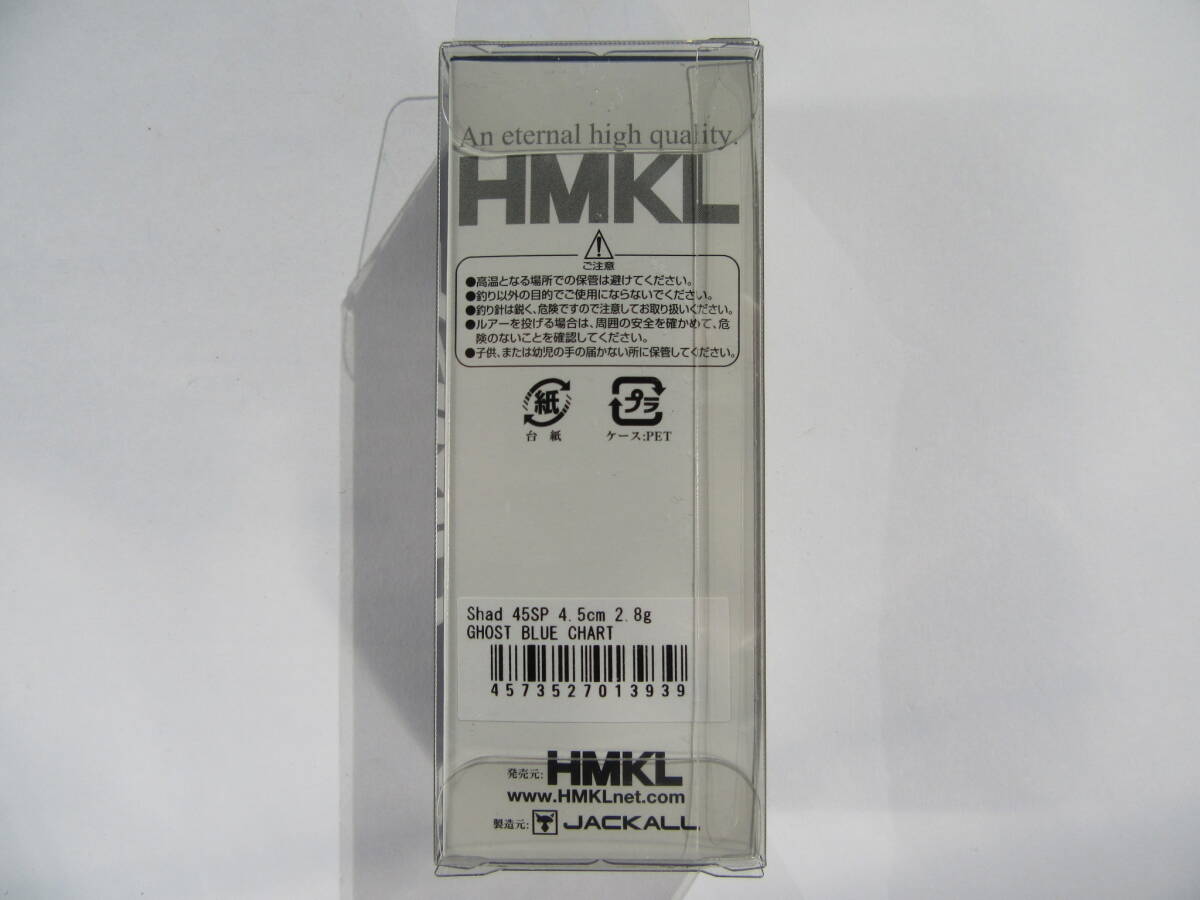 An eternal high quality.
HMKL
ご注意
●高温となる場所での保管は避けてください。
●釣り以外の目的でご使用にならないでください。
●釣り針は鋭く、危険ですので注意してお取り扱いください。
●ルアーを投げる場合は、周囲の安全を確かめて、危
険のないことを確認してください。
●子供、または幼児の手の届かない所に保管してください。
紙 プラ
台紙 ケース:PET
Shad 45SP 4.5cm 2.8g
GHOST BLUE CHART
4573527013939
発売元: HMKL
www.HMKLnet.com
製造元: JACKALL